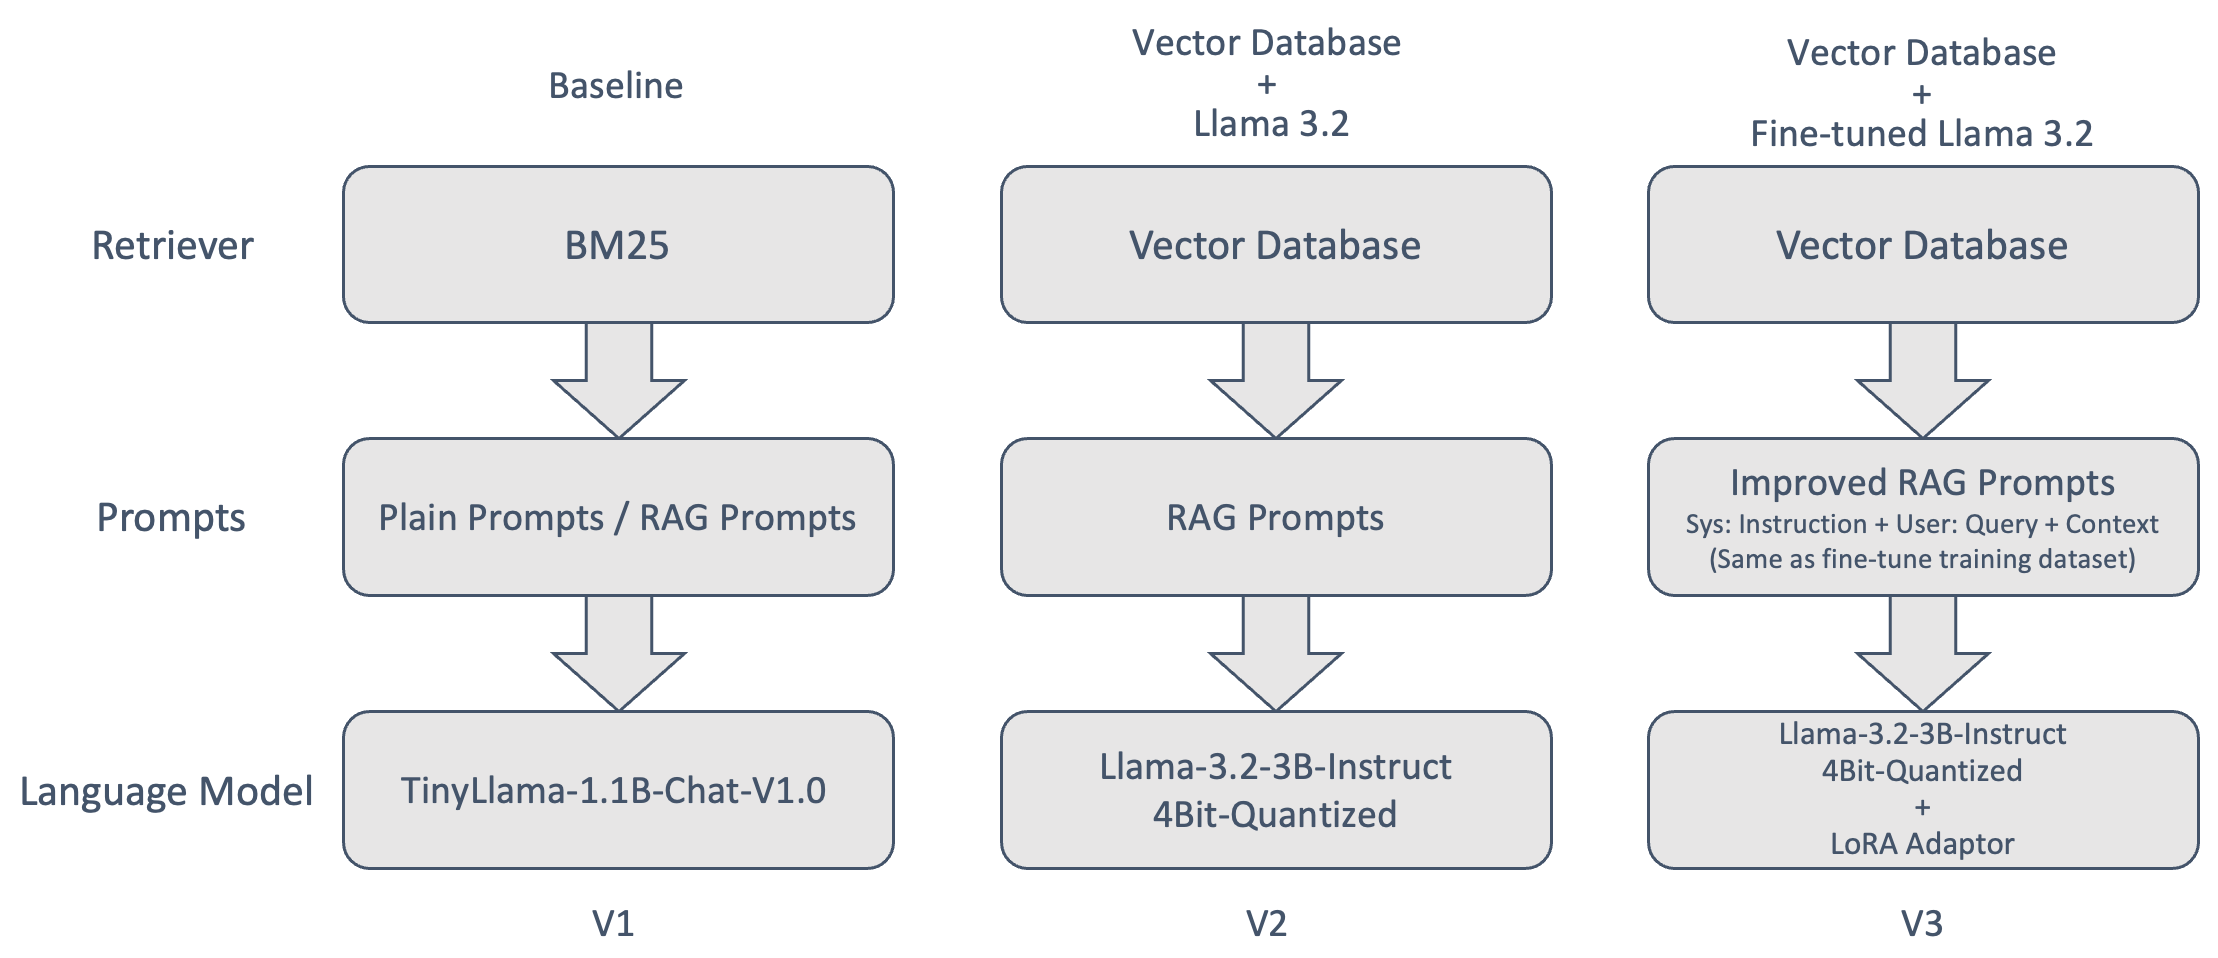 Baseline
Vector Database
+
Llama 3.2
Vector Database
+
Fine-tuned Llama 3.2
Retriever
BM25
Vector Database
Vector Database
Prompts
Plain Prompts / RAG Prompts
RAG Prompts
Improved RAG Prompts
Sys: Instruction + User: Query + Context
(Same as fine-tune training dataset)
Language Model
TinyLlama-1.1B-Chat-V1.0
Llama-3.2-3B-Instruct
4Bit-Quantized
Llama-3.2-3B-Instruct
4Bit-Quantized
+
LoRA Adaptor
V1
V2
V3